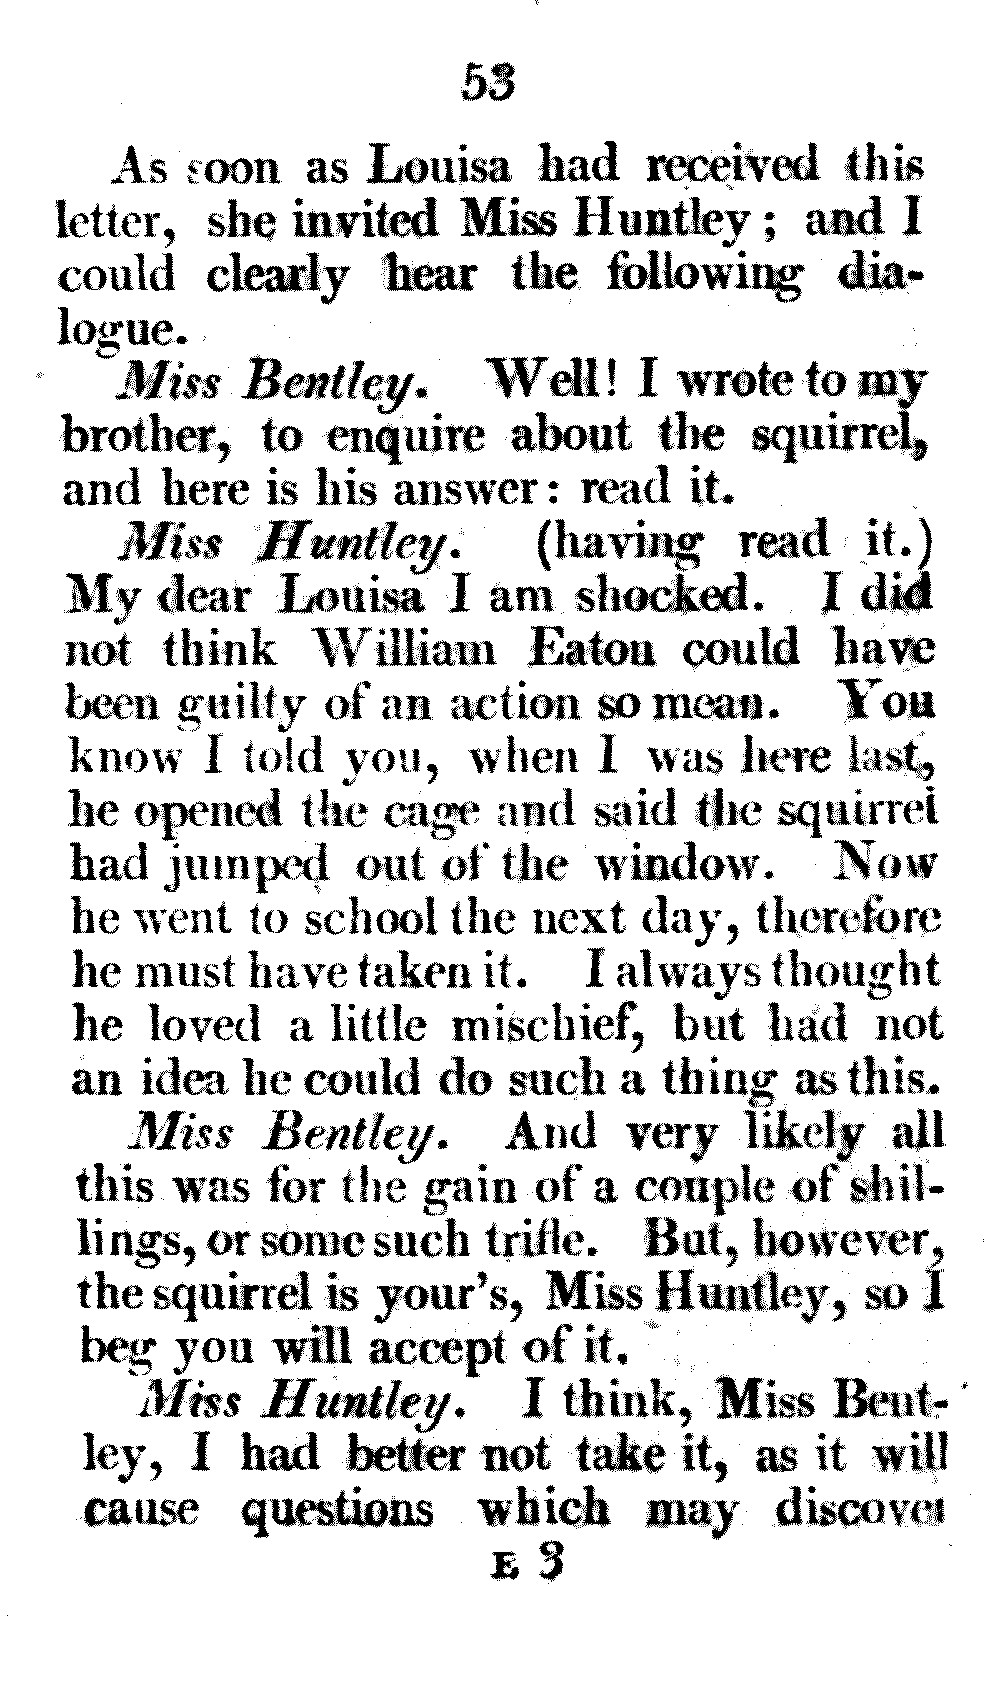 53
As soon as Louisa had received this
letter, she invited Miss Huntley; and I
could clearly hear the following dia-
logue.
Miss Bentley. Well! I wrote to my
brother, to enquire about the squirrel,
and here is his answer: read it.
Miss Huntley. (having read it.)
My dear Louisa I am shocked. I did
not think William Eaton could have
been guilty of an action so mean. You
know I told you, when I was here last,
he opened the cage and said the squirrel
had jumped out of the window. Now
he went to school the next day, therefore
he must have taken it. I always thought
he loved a little mischief, but had not
an idea he could do such a thing as this.
Miss Bentley. And very likely all
this was for the gain of a couple of shil-
lings, or some such trifle. But, however,
the squirrel is your's, Miss Huntley, so I
beg you will accept of it.
Miss Huntley. I think, Miss Bent-
ley, I had better not take it, as it will
cause questions which may discover
E 3